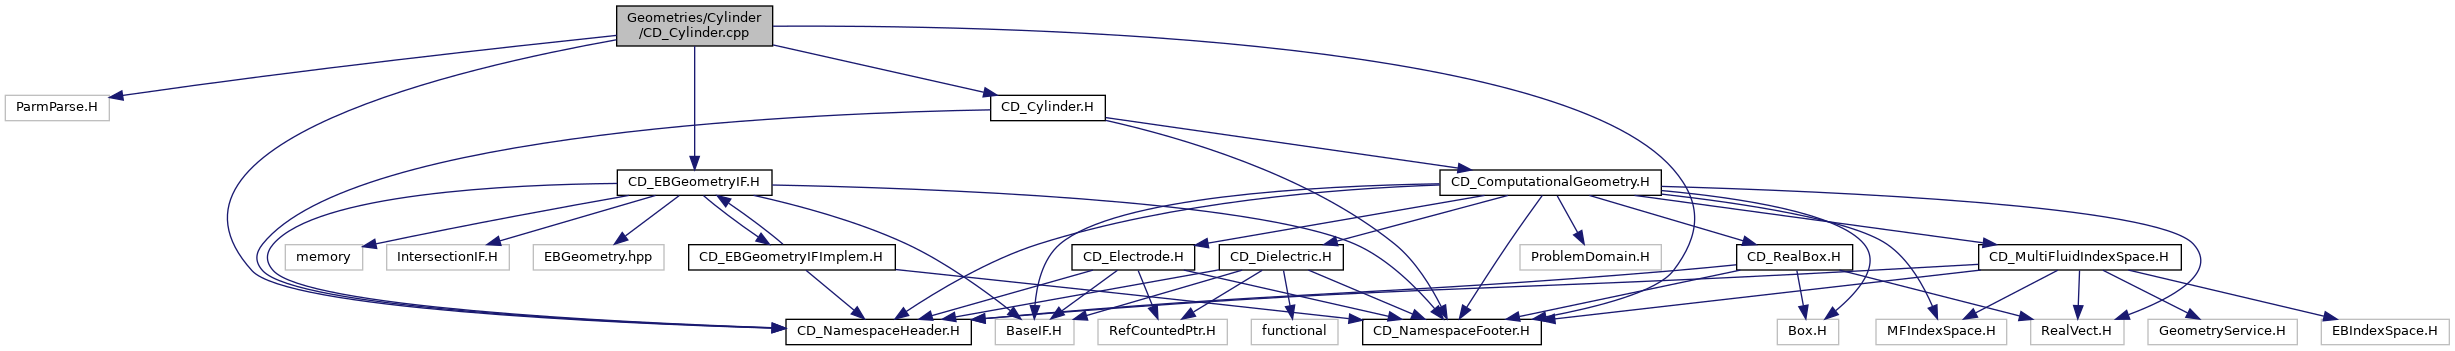 Geometries/Cylinder
/CD_Cylinder.cpp
ParmParse.H
CD_Cylinder.H
CD_EBGeometryIF.H
CD_ComputationalGeometry.H
memory
IntersectionIF.H
EBGeometry.hpp
CD_EBGeometryIFImplem.H
CD_Electrode.H
CD_Dielectric.H
ProblemDomain.H
CD_RealBox.H
CD_MultiFluidIndexSpace.H
CD_NamespaceHeader.H
BaseIF.H
RefCountedPtr.H
functional
CD_NamespaceFooter.H
Box.H
MFIndexSpace.H
RealVect.H
GeometryService.H
EBIndexSpace.H